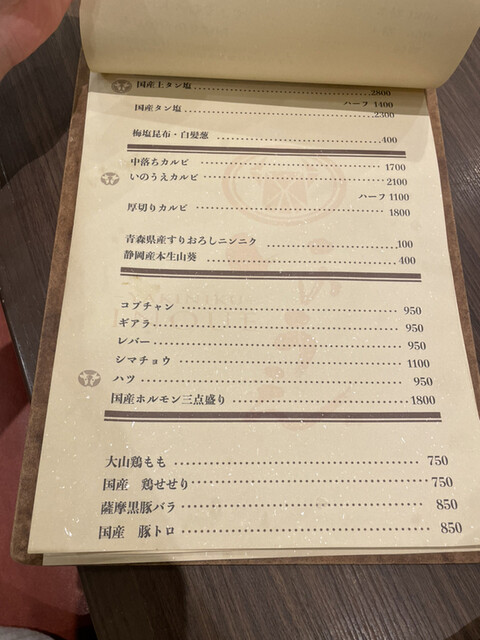 国産上タン塩 2800
ハーフ 1400
国産タン塩 2300
梅塩昆布・白髪葱 400
中落ちカルビ 1700
いのうえカルビ 2100
ハーフ 1100
厚切りカルビ 1800
青森県産すりおろしニンニク 100
静岡産本生山葵 400
コプチャン 950
ギアラ 950
レバー 950
シマチョウ 1100
ハツ 950
国産ホルモン三点盛り 1800
大山鶏もも 750
国産 鶏せせり 750
薩摩黒豚バラ 850
国産 豚トロ 850